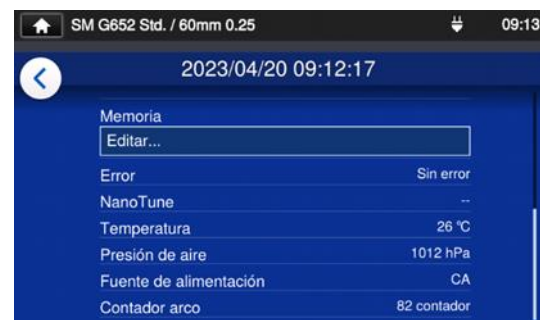 SM G652 Std. / 60mm 0.25 09:13
2023/04/20 09:12:17
Memoria
Editar...
Error Sin error
NanoTune --
Temperatura 26 ℃
Presión de aire 1012 hPa
Fuente de alimentación CA
Contador arco 82 contador